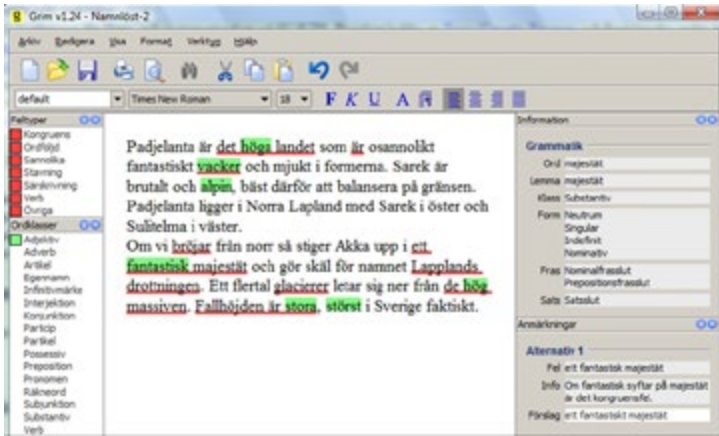 Grim v1.24 - Namnlöst-2
Arkiv Redigera Visa Format Verktyg Hjälp
default Times New Roman 18 F K U A
Feltyper
Kongruens
Ordföljd
Sannolika
Stavning
Särskrivning
Verb
Övriga
Ordklasser
Adjektiv
Adverb
Artikel
Egennamn
Infinitivmärke
Interjektion
Konjunktion
Particip
Partikel
Possessiv
Preposition
Pronomen
Räkneord
Subjunktion
Substantiv
Verb
Padjelanta är det höga landet som är osannolikt
fantastiskt vacker och mjukt i formerna. Sarek är
brutalt och alpin, bäst därför att balansera på gränsen.
Padjelanta ligger i Norra Lapland med Sarek i öster och
Sulitelma i väster.
Om vi bröjar från norr så stiger Akka upp i ett
fantastisk majestät och gör skäl för namnet Lapplands
drottningen. Ett flertal glacierer letar sig ner från de hög
massiven. Fallhöjden är stora, störst i Sverige faktiskt.
Information
Grammatik
Ord majestät
Lemma majestät
Klass Substantiv
Form Neutrum
Singular
Indefinit
Nominativ
Fras Nominalfrasslut
Prepositionsfrasslut
Sats Satsslut
Anmärkningar
Alternativ 1
Fel ett fantastisk majestät
Info Om fantastisk syftar på majestät
är det kongruensfel.
Förslag ett fantastiskt majestät